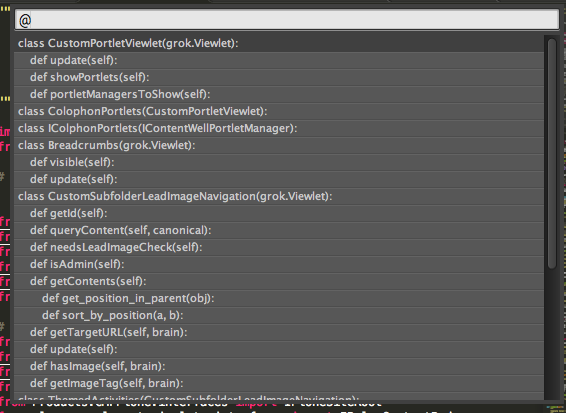 @
class CustomPortletViewlet(grok.Viewlet):
def update(self):
def showPortlets(self):
def portletManagersToShow(self):
class ColophonPortlets(CustomPortletViewlet):
class IColphonPortlets(IContentWellPortletManager):
class Breadcrumbs(grok.Viewlet):
def visible(self):
def update(self):
class CustomSubfolderLeadImageNavigation(grok.Viewlet):
def getId(self):
def queryContent(self, canonical):
def needsLeadImageCheck(self):
def isAdmin(self):
def getContents(self):
def get_position_in_parent(obj):
def sort_by_position(a, b):
def getTargetURL(self, brain):
def update(self):
def hasImage(self, brain):
def getImageTag(self, brain):
class ThemedActivities(CustomSubfolderLeadImageNavigation):